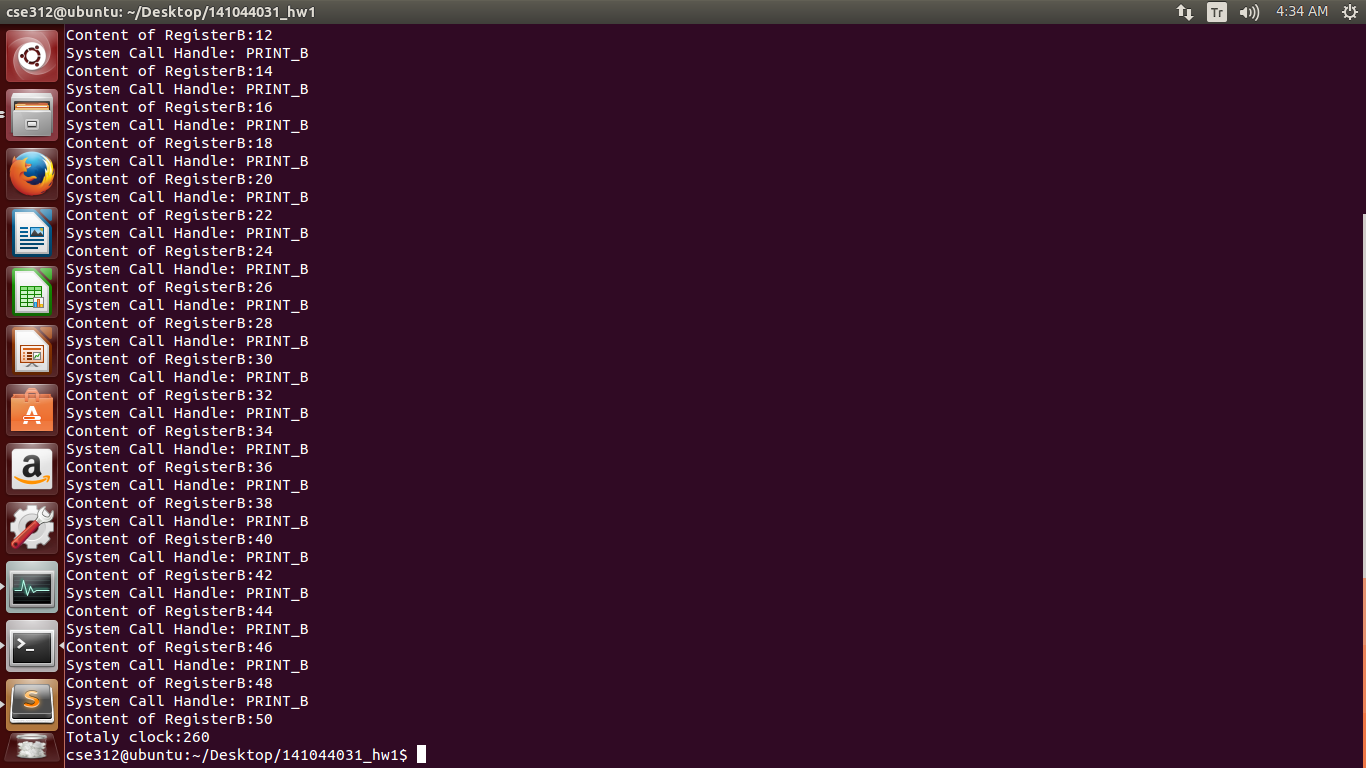 cse312@ubuntu: ~/Desktop/141044031_hw1
Tr
4:34 AM
Content of RegisterB:12
System Call Handle: PRINT_B
Content of RegisterB:14
System Call Handle: PRINT_B
Content of RegisterB:16
System Call Handle: PRINT_B
Content of RegisterB:18
System Call Handle: PRINT_B
Content of RegisterB:20
System Call Handle: PRINT_B
Content of RegisterB:22
System Call Handle: PRINT_B
Content of RegisterB:24
System Call Handle: PRINT_B
Content of RegisterB:26
System Call Handle: PRINT_B
Content of RegisterB:28
System Call Handle: PRINT_B
Content of RegisterB:30
System Call Handle: PRINT_B
Content of RegisterB:32
System Call Handle: PRINT_B
Content of RegisterB:34
System Call Handle: PRINT_B
Content of RegisterB:36
System Call Handle: PRINT_B
Content of RegisterB:38
System Call Handle: PRINT_B
Content of RegisterB:40
System Call Handle: PRINT_B
Content of RegisterB:42
System Call Handle: PRINT_B
Content of RegisterB:44
System Call Handle: PRINT_B
Content of RegisterB:46
System Call Handle: PRINT_B
Content of RegisterB:48
System Call Handle: PRINT_B
Content of RegisterB:50
Totaly clock:260
cse312@ubuntu:~/Desktop/141044031_hw1$